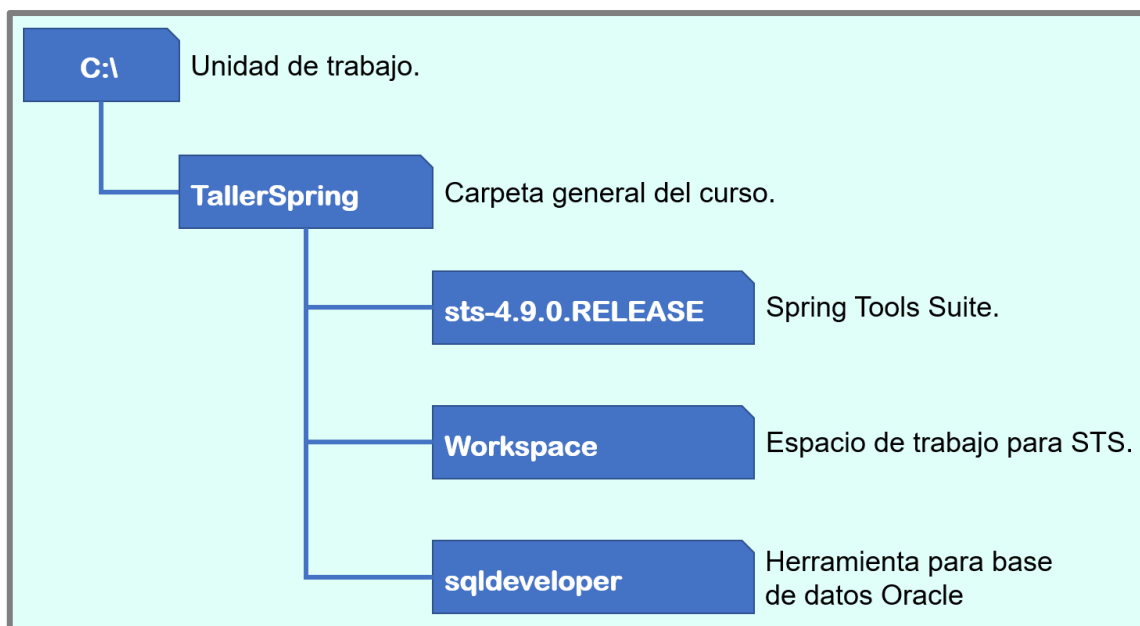 C:\
Unidad de trabajo.
TallerSpring
Carpeta general del curso.
sts-4.9.0.RELEASE
Spring Tools Suite.
Workspace
Espacio de trabajo para STS.
sqldeveloper
Herramienta para base
de datos Oracle